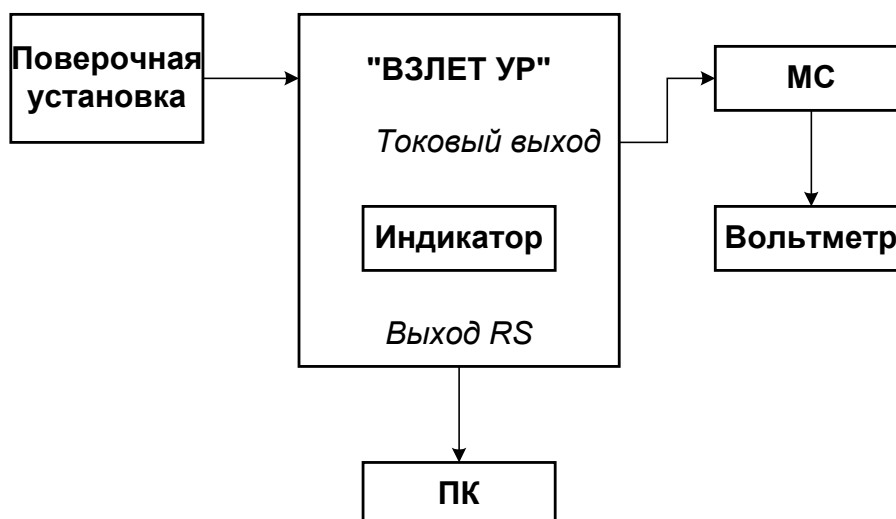 Поверочная
установка
"ВЗЛЕТ УР"
Токовый выход
Индикатор
Выход RS
МС
Вольтметр
ПК